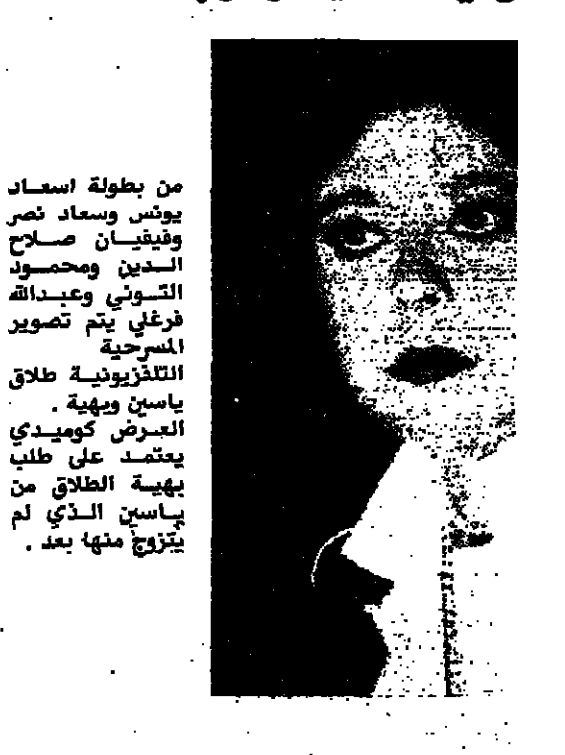 من بطولة اسعاد
يونس وسعاد نصر
وفيفيان صلاح
الدين ومحمود
التوني وعبدالله
فرغلي يتم تصوير
المسرحية
التلفزيونية طلاق
ياسين وبهية .
العرض كوميدي
يعتمد على طلب
بهية الطلاق من
ياسين الذي لم
يتزوج منها بعد .